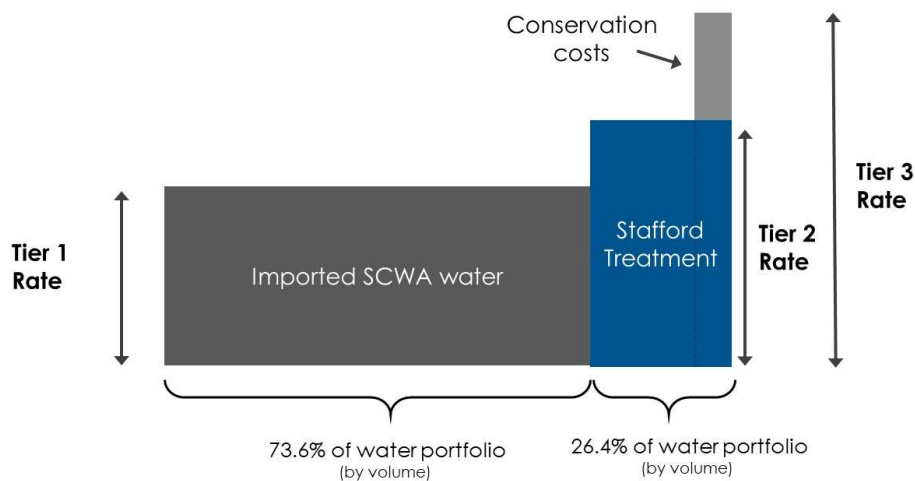 Conservation
costs
Tier 1
Rate
Imported SCWA water
Stafford
Treatment
Tier 2
Rate
Tier 3
Rate
73.6% of water portfolio
(by volume)
26.4% of water portfolio
(by volume)